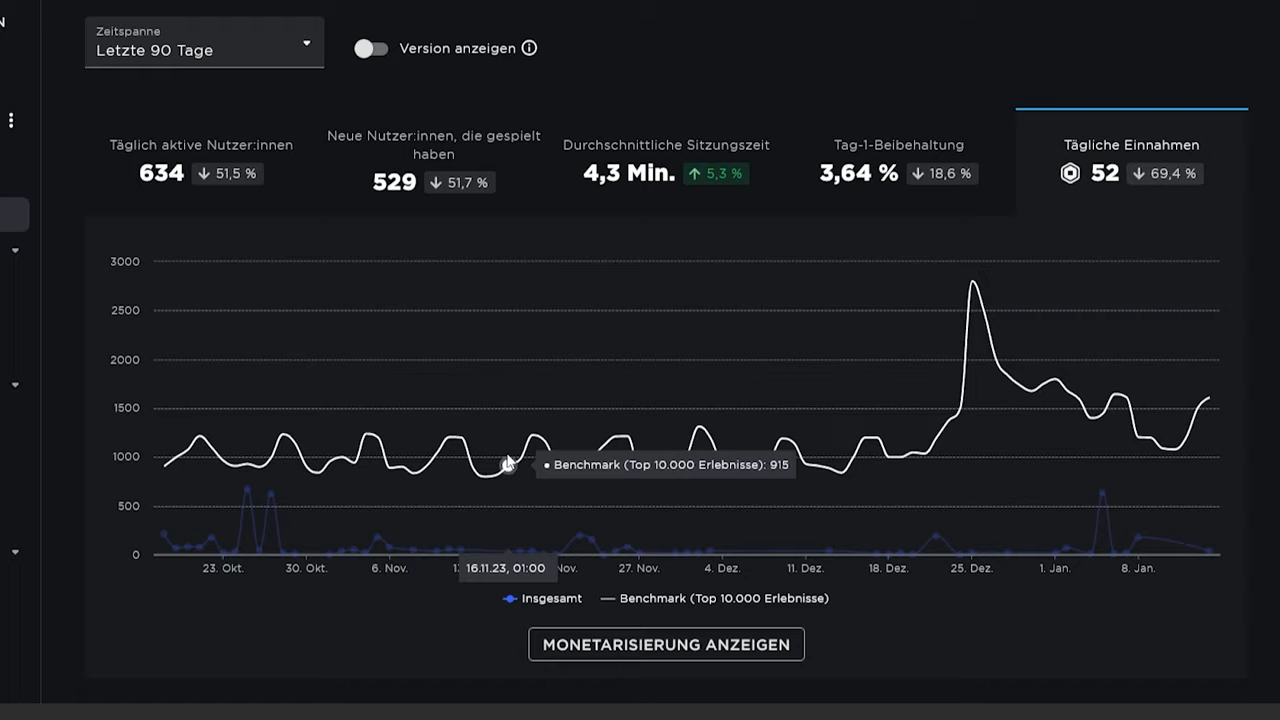 N
Zeitspanne
Letzte 90 Tage
Version anzeigen
Täglich aktive Nutzer:innen
634 51,5 %
Neue Nutzer:innen, die gespielt
haben
529 51,7 %
Durchschnittliche Sitzungszeit
4,3 Min. 5,3 %
Tag-1-Beibehaltung
3,64 % 18,6 %
Tägliche Einnahmen
52 69,4 %
3000
2500
2000
1500
1000
500
0
Benchmark (Top 10.000 Erlebnisse): 915
23. Okt. 30. Okt. 6. Nov. 16.11.23, 01:00 Nov. 27. Nov. 4. Dez. 11. Dez. 18. Dez. 25. Dez. 1. Jan. 8. Jan.
Insgesamt Benchmark (Top 10.000 Erlebnisse)
MONETARISIERUNG ANZEIGEN